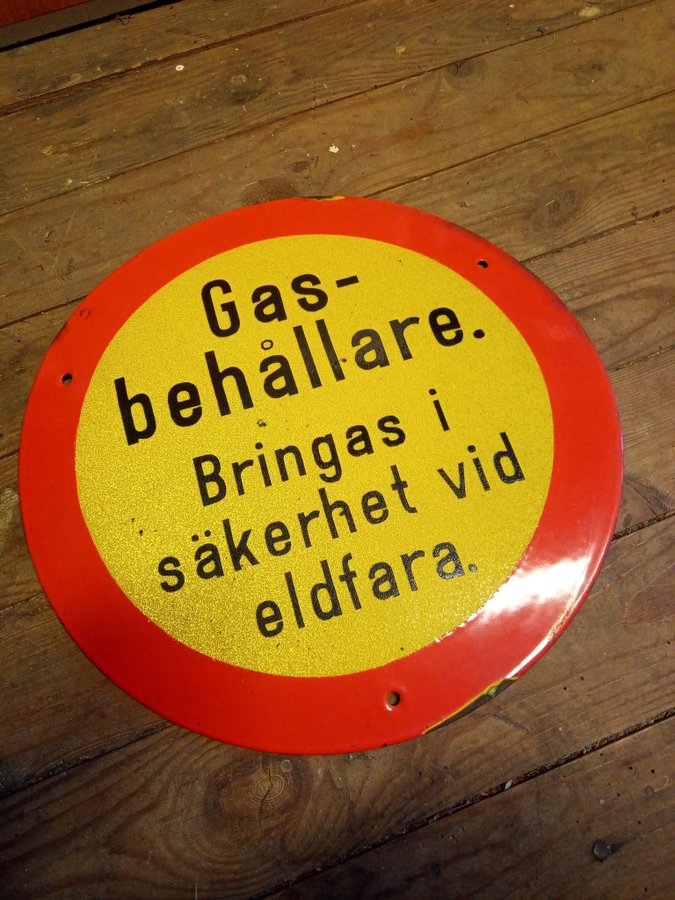 Gas-
behållare.
Bringas i
säkerhet vid
eldfara.